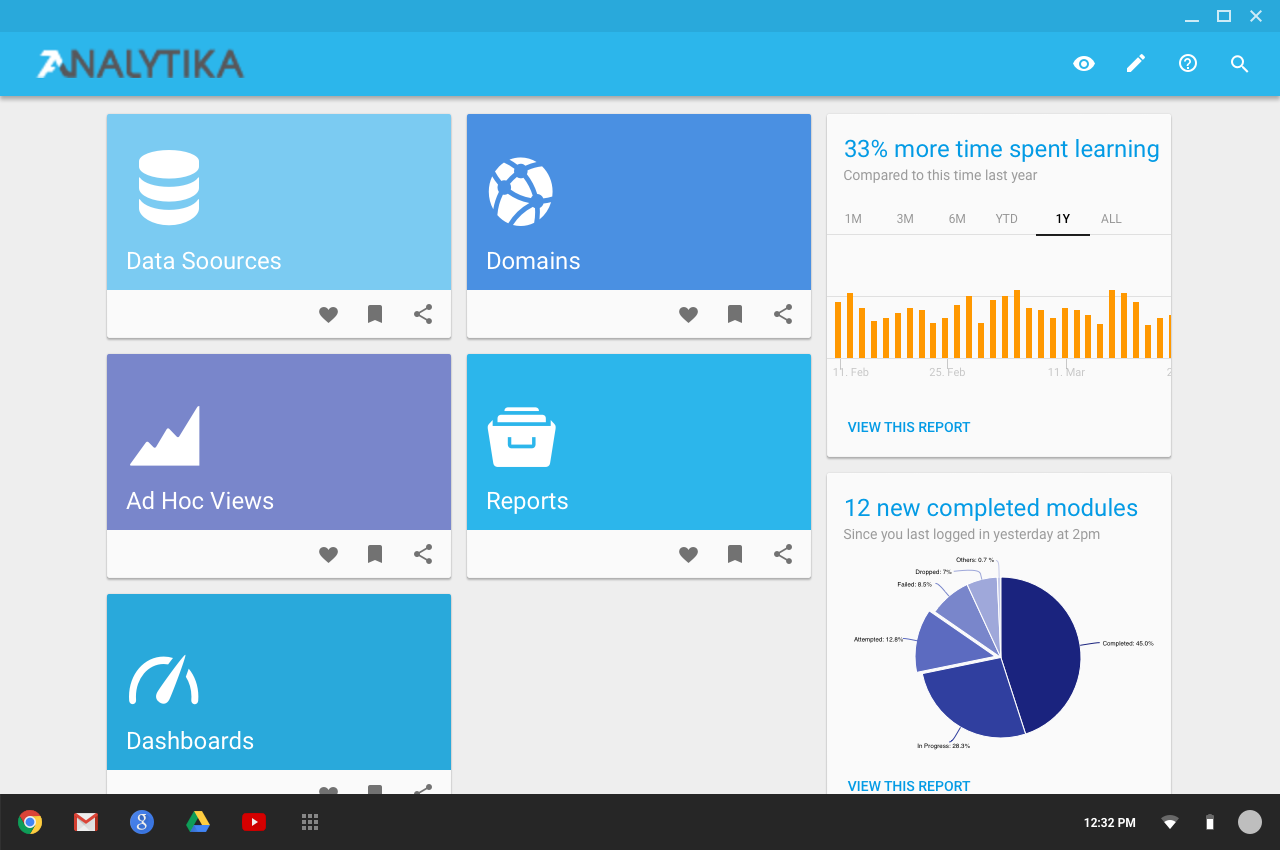 ANALYTIKA
Data Soources
Domains
Ad Hoc Views
Reports
Dashboards
33% more time spent learning
Compared to this time last year
1M 3M 6M YTD 1Y ALL
11. Feb 25. Feb 11. Mar 2
VIEW THIS REPORT
12 new completed modules
Since you last logged in yesterday at 2pm
Others: 0.7 %
Dropped: 7%
Failed: 8.5%
Attempted: 12.8%
Completed: 45.0%
In Progress: 28.3%
VIEW THIS REPORT
12:32 PM